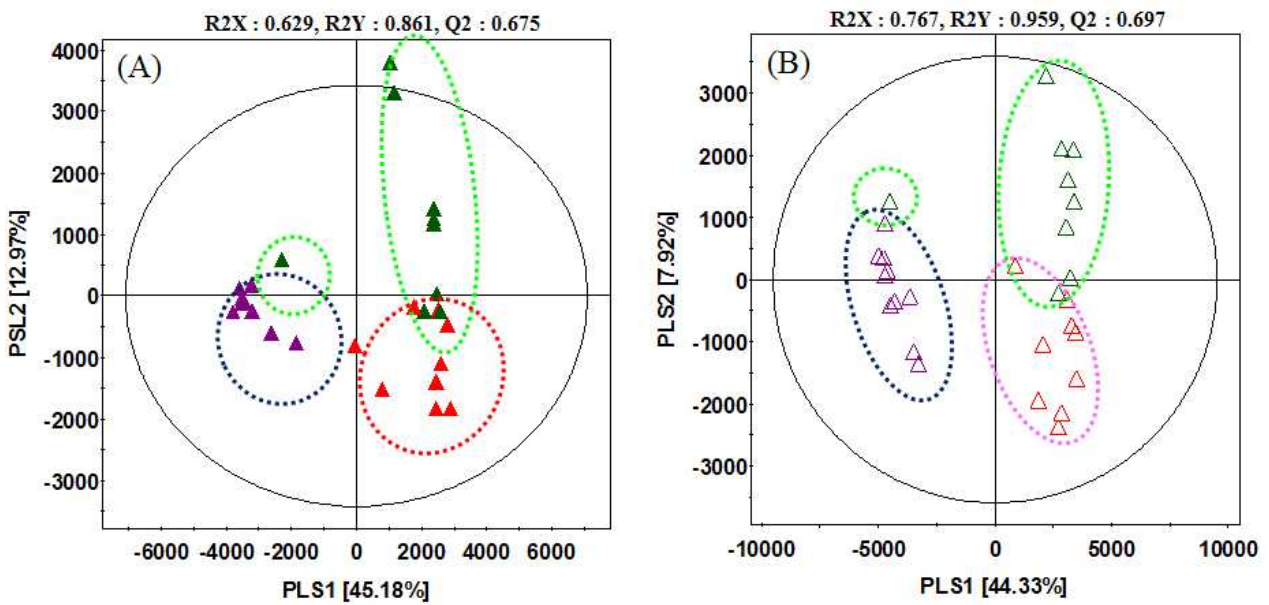 R2X : 0.629, R2Y : 0.861, Q2 : 0.675
(A)
4000
3000
2000
1000
0
-1000
-2000
-3000
PSL2 [12.97%]
-6000 -4000 -2000 0 2000 4000 6000
PLS1 [45.18%]
R2X : 0.767, R2Y : 0.959, Q2 : 0.697
(B)
3000
2000
1000
0
-1000
-2000
-3000
PLS2 [7.92%]
-10000 -5000 0 5000 10000
PLS1 [44.33%]